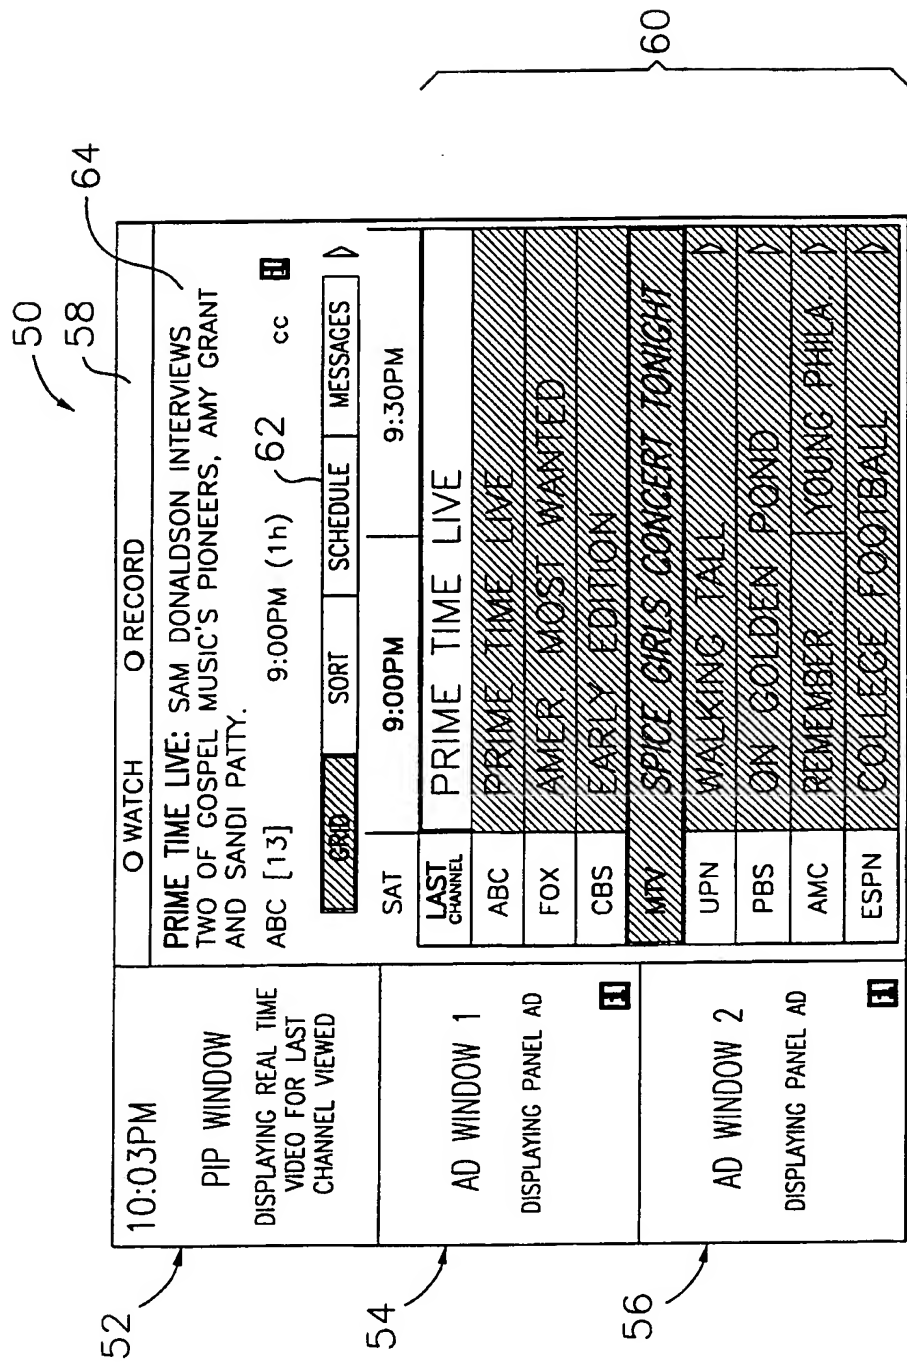 50
58
64
52
10:03PM
PIP WINDOW
DISPLAYING REAL TIME
VIDEO FOR LAST
CHANNEL VIEWED
54
AD WINDOW 1
DISPLAYING PANEL AD
i
56
AD WINDOW 2
DISPLAYING PANEL AD
i
O WATCH O RECORD
PRIME TIME LIVE: SAM DONALDSON INTERVIEWS
TWO OF GOSPEL MUSIC'S PIONEERS, AMY GRANT
AND SANDI PATTY.
ABC [13] 9:00PM (1h) cc i
62
GRID SORT SCHEDULE MESSAGES
SAT 9:00PM 9:30PM
LAST
CHANNEL PRIME TIME LIVE
ABC PRIME TIME LIVE
FOX AMER. MOST WANTED
CBS EARLY EDITION
MTV SPICE GIRLS CONCERT TONIGHT
UPN WALKING TALL
PBS ON GOLDEN POND
AMC REMEMBER... YOUNG PHILA...
ESPN COLLEGE FOOTBALL
60